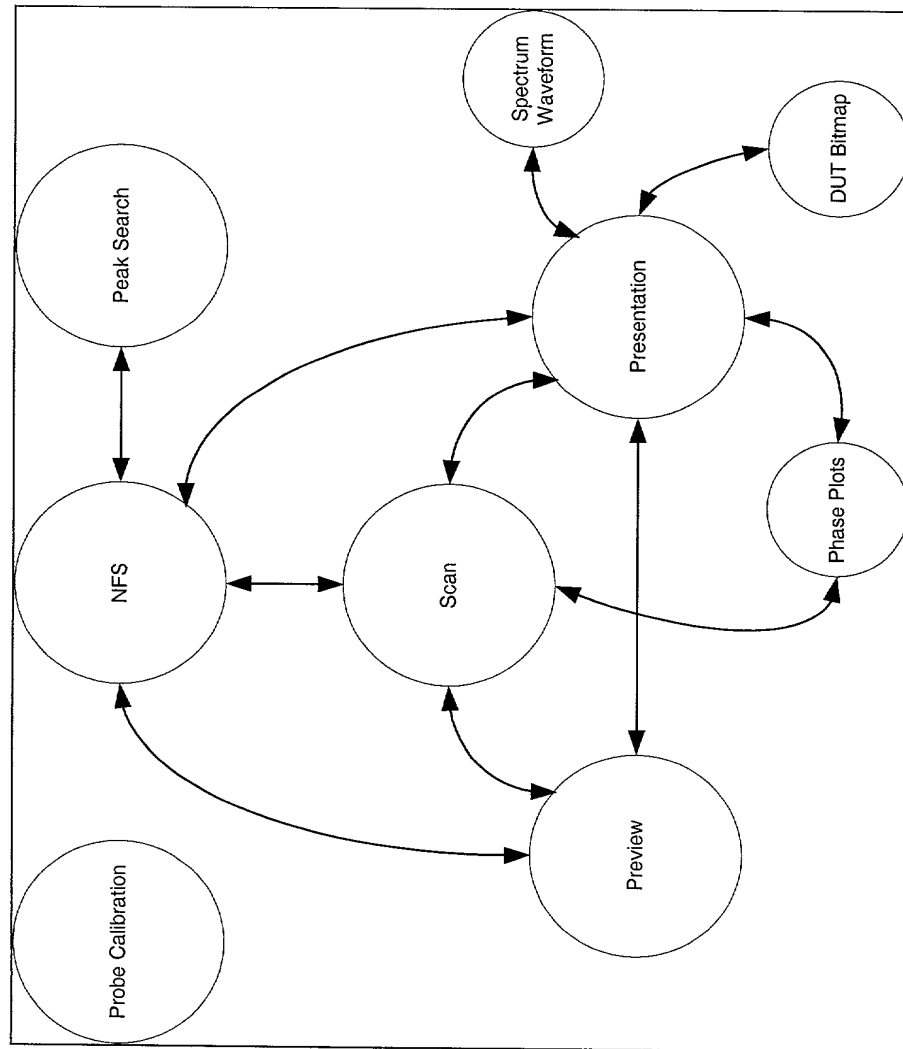 Probe Calibration
NFS
Peak Search
Scan
Preview
Presentation
Spectrum
Waveform
Phase Plots
DUT Bitmap